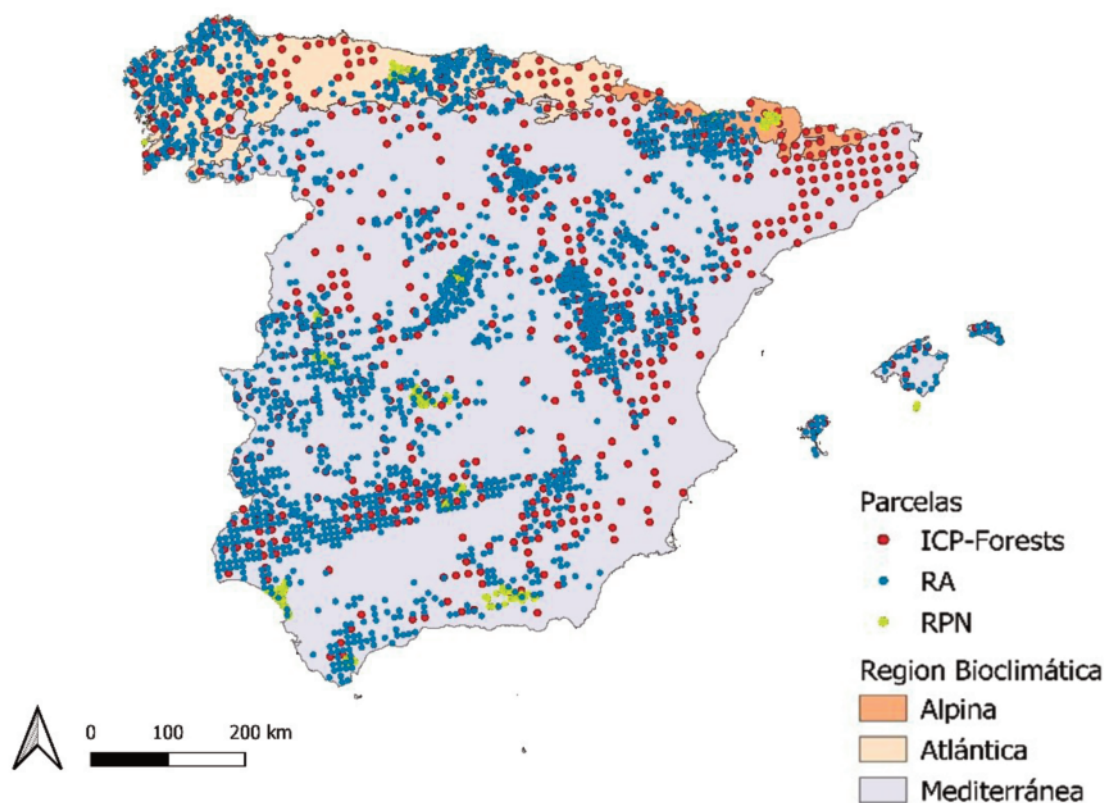 Parcelas
ICP-Forests
RA
RPN
Region Bioclimática
Alpina
Atlántica
Mediterránea
0 100 200 km